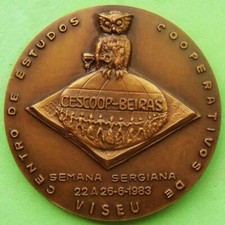 CENTRO DE ESTUDOS COOPERATIVOS DE
CESCOOP-BEIRAS
SEMANA SERGIANA
22 A 26-6-1983
VISEU